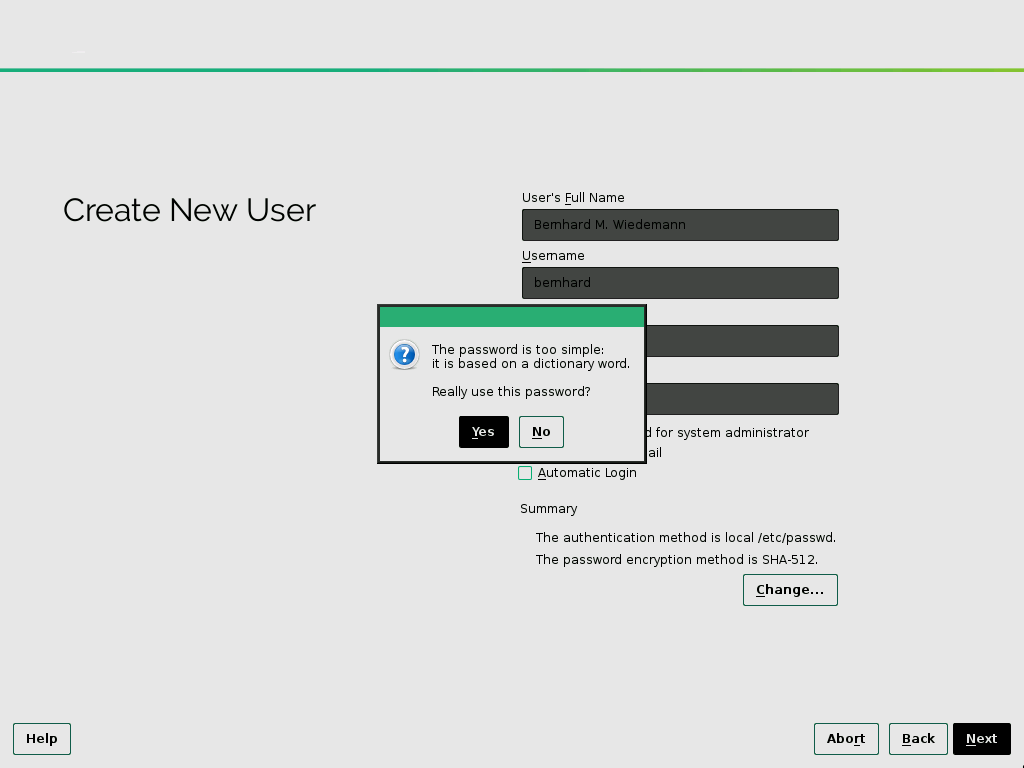 Create New User
User's Full Name
Bernhard M. Wiedemann
Username
bernhard
The password is too simple:
it is based on a dictionary word.
Really use this password?
Yes
No
for system administrator
Automatic Login
Summary
The authentication method is local /etc/passwd.
The password encryption method is SHA-512.
Change...
Help
Abort
Back
Next